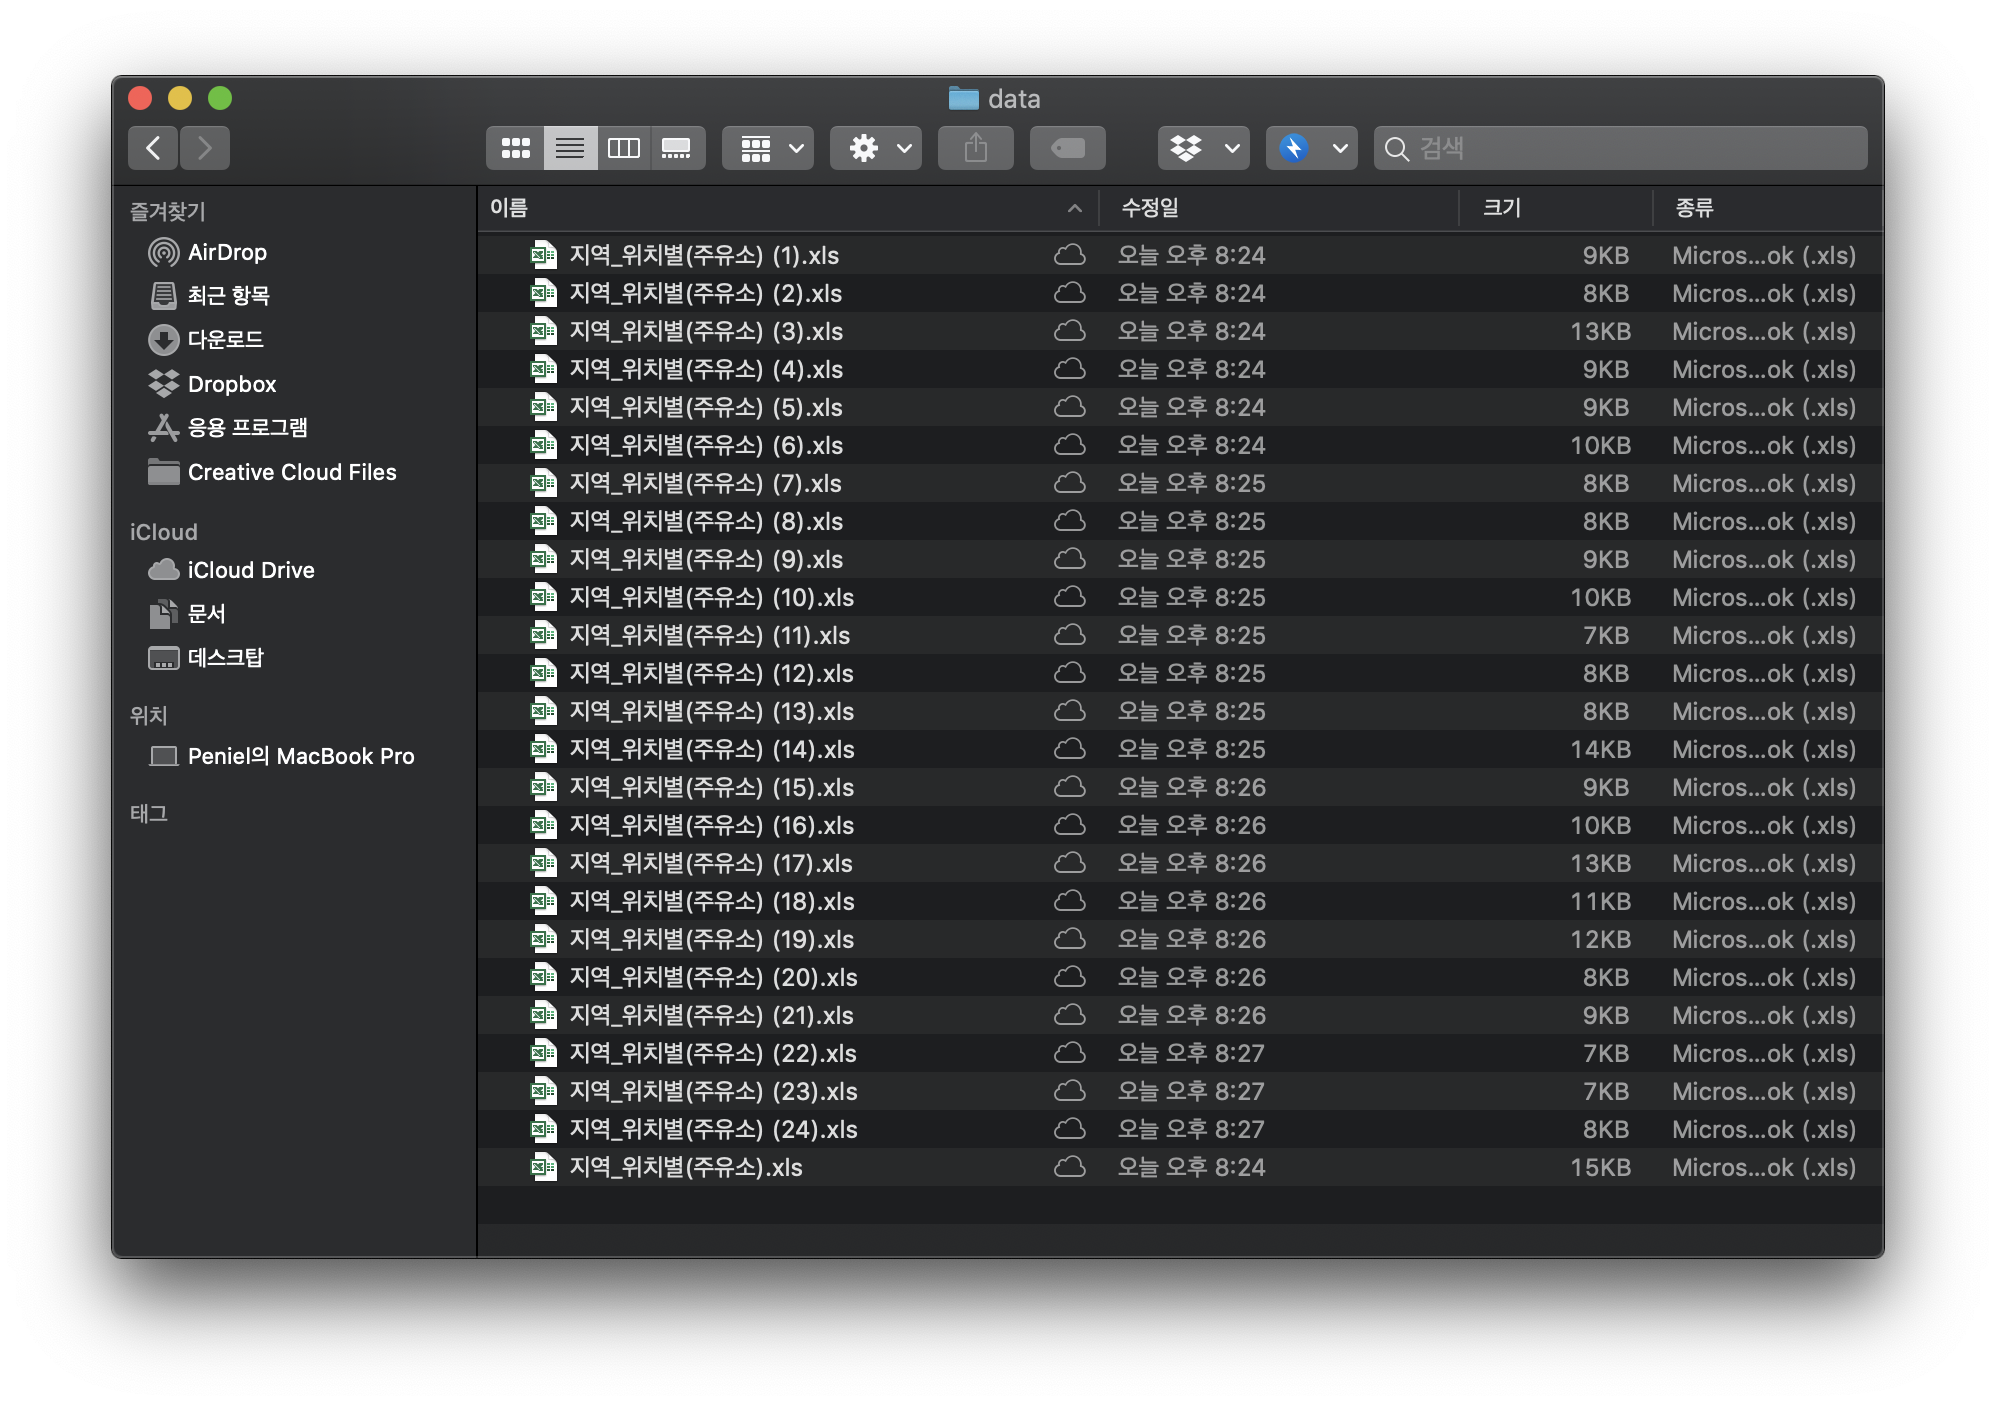 data
검색
즐겨찾기
AirDrop
최근 항목
다운로드
Dropbox
응용 프로그램
Creative Cloud Files
iCloud
iCloud Drive
문서
데스크탑
위치
Peniel의 MacBook Pro
태그
이름 수정일 크기 종류
지역_위치별(주유소) (1).xls 오늘 오후 8:24 9KB Micros...ok (.xls)
지역_위치별(주유소) (2).xls 오늘 오후 8:24 8KB Micros...ok (.xls)
지역_위치별(주유소) (3).xls 오늘 오후 8:24 13KB Micros...ok (.xls)
지역_위치별(주유소) (4).xls 오늘 오후 8:24 9KB Micros...ok (.xls)
지역_위치별(주유소) (5).xls 오늘 오후 8:24 9KB Micros...ok (.xls)
지역_위치별(주유소) (6).xls 오늘 오후 8:24 10KB Micros...ok (.xls)
지역_위치별(주유소) (7).xls 오늘 오후 8:25 8KB Micros...ok (.xls)
지역_위치별(주유소) (8).xls 오늘 오후 8:25 8KB Micros...ok (.xls)
지역_위치별(주유소) (9).xls 오늘 오후 8:25 9KB Micros...ok (.xls)
지역_위치별(주유소) (10).xls 오늘 오후 8:25 10KB Micros...ok (.xls)
지역_위치별(주유소) (11).xls 오늘 오후 8:25 7KB Micros...ok (.xls)
지역_위치별(주유소) (12).xls 오늘 오후 8:25 8KB Micros...ok (.xls)
지역_위치별(주유소) (13).xls 오늘 오후 8:25 8KB Micros...ok (.xls)
지역_위치별(주유소) (14).xls 오늘 오후 8:25 14KB Micros...ok (.xls)
지역_위치별(주유소) (15).xls 오늘 오후 8:26 9KB Micros...ok (.xls)
지역_위치별(주유소) (16).xls 오늘 오후 8:26 10KB Micros...ok (.xls)
지역_위치별(주유소) (17).xls 오늘 오후 8:26 13KB Micros...ok (.xls)
지역_위치별(주유소) (18).xls 오늘 오후 8:26 11KB Micros...ok (.xls)
지역_위치별(주유소) (19).xls 오늘 오후 8:26 12KB Micros...ok (.xls)
지역_위치별(주유소) (20).xls 오늘 오후 8:26 8KB Micros...ok (.xls)
지역_위치별(주유소) (21).xls 오늘 오후 8:26 9KB Micros...ok (.xls)
지역_위치별(주유소) (22).xls 오늘 오후 8:27 7KB Micros...ok (.xls)
지역_위치별(주유소) (23).xls 오늘 오후 8:27 7KB Micros...ok (.xls)
지역_위치별(주유소) (24).xls 오늘 오후 8:27 8KB Micros...ok (.xls)
지역_위치별(주유소).xls 오늘 오후 8:24 15KB Micros...ok (.xls)